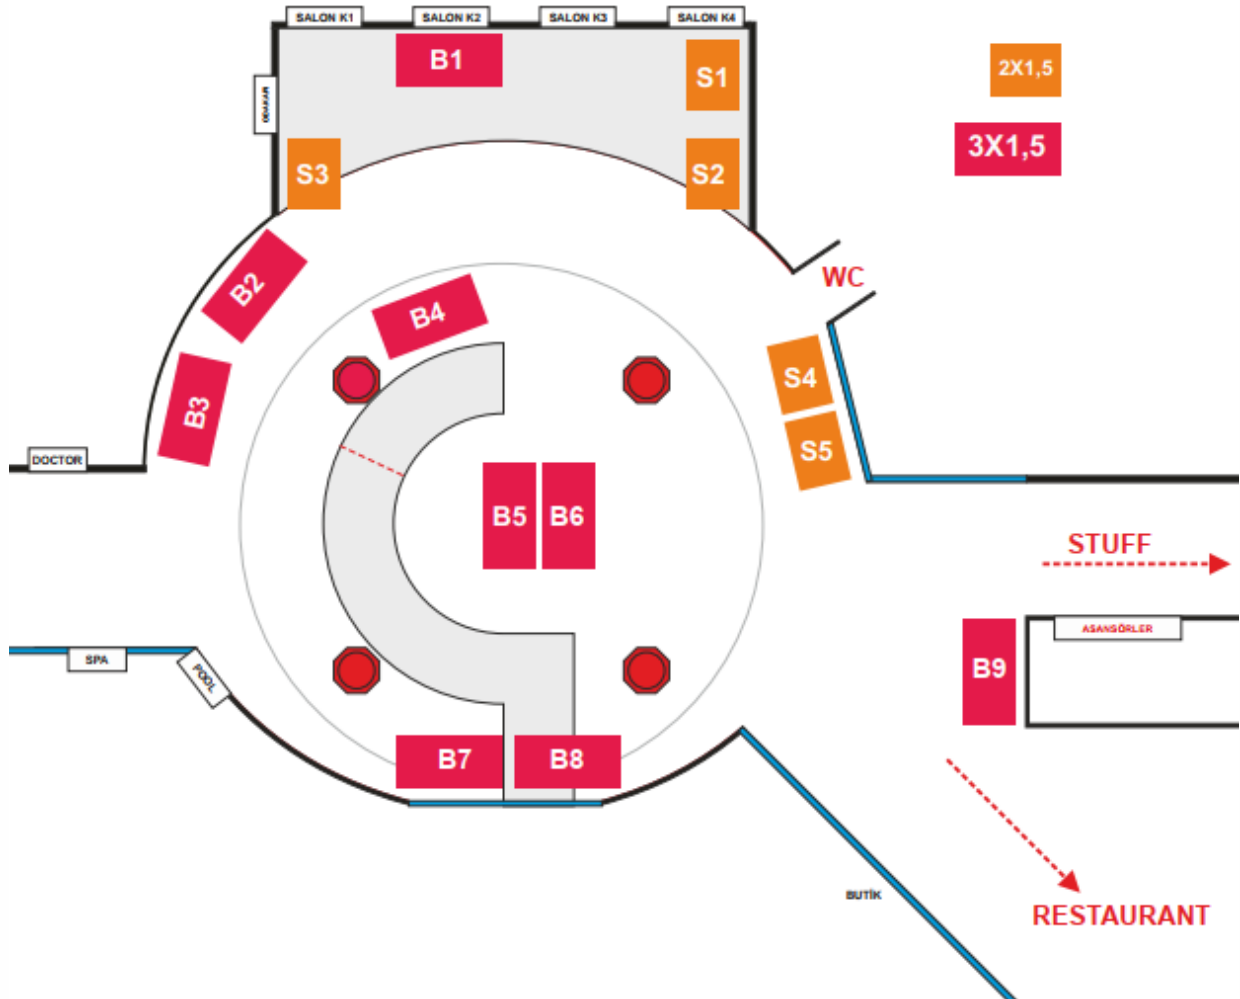 SALON K1
SALON K2
SALON K3
SALON K4
B1
S1
2X1,5
3X1,5
S3
S2
B2
WC
B4
S4
B3
S5
DOCTOR
B5
B6
STUFF
ASANSÖRLER
SPA
POOL
B9
B7
B8
BUTİK
RESTAURANT